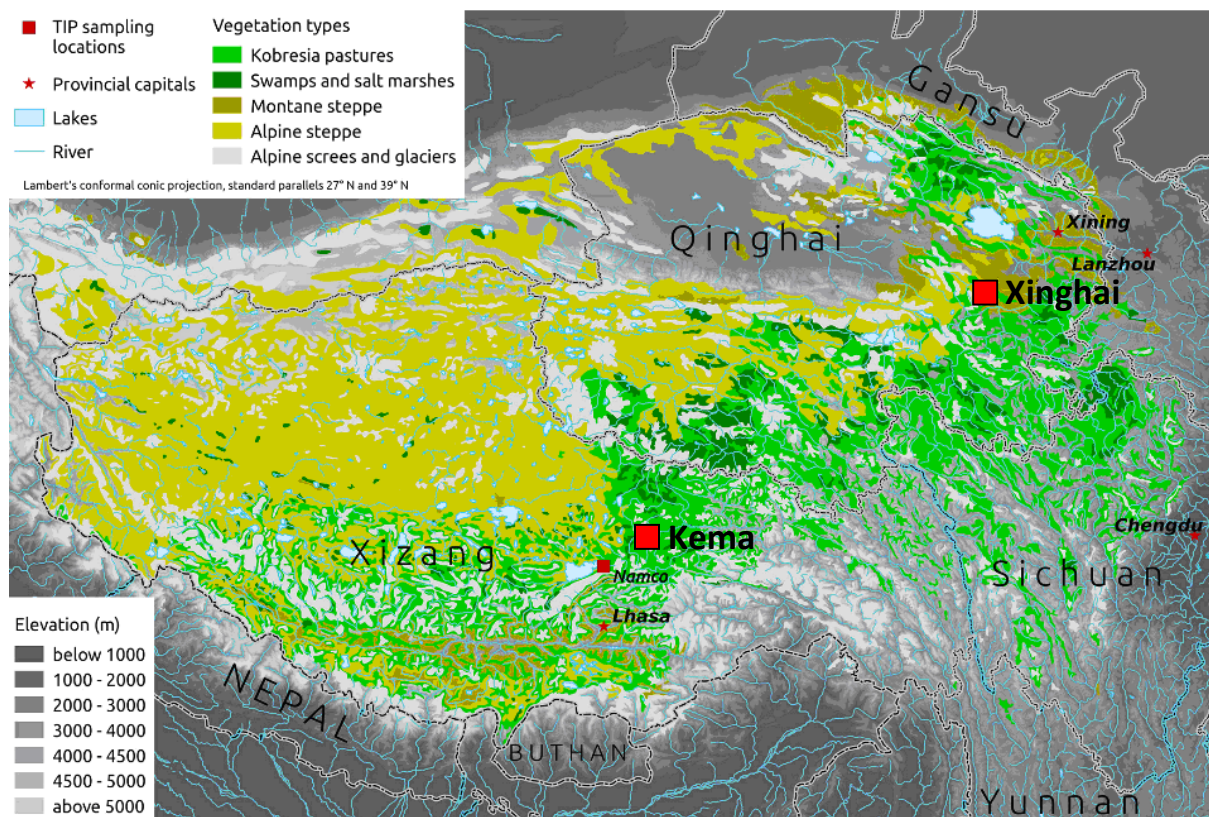 TIP sampling
locations
Provincial capitals
Lakes
River
Vegetation types
Kobresia pastures
Swamps and salt marshes
Montane steppe
Alpine steppe
Alpine screes and glaciers
Lambert's conformal conic projection, standard parallels 27° N and 39° N
Gansu
Qinghai
Xining
Lanzhou
Xinghai
Kema
Xizang
Namco
Lhasa
Chengdu
Sichuan
NEPAL
BUTHAN
Yunnan
Elevation (m)
below 1000
1000 - 2000
2000 - 3000
3000 - 4000
4000 - 4500
4500 - 5000
above 5000